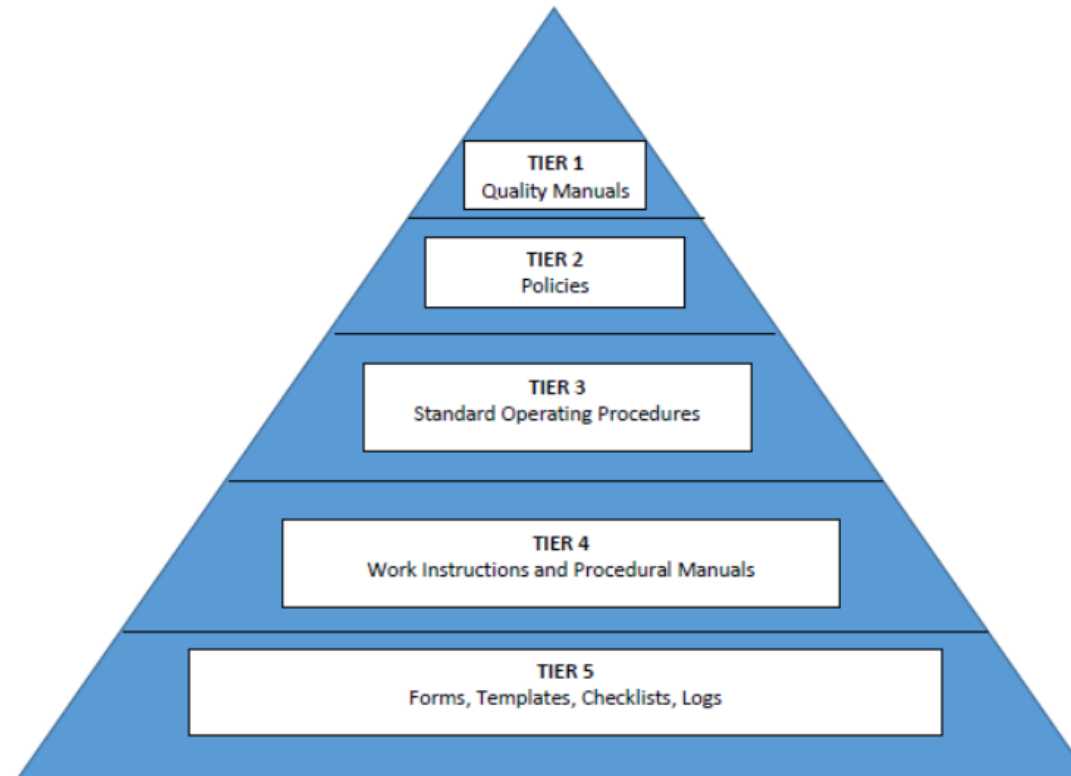 TIER 1
Quality Manuals
TIER 2
Policies
TIER 3
Standard Operating Procedures
TIER 4
Work Instructions and Procedural Manuals
TIER 5
Forms, Templates, Checklists, Logs